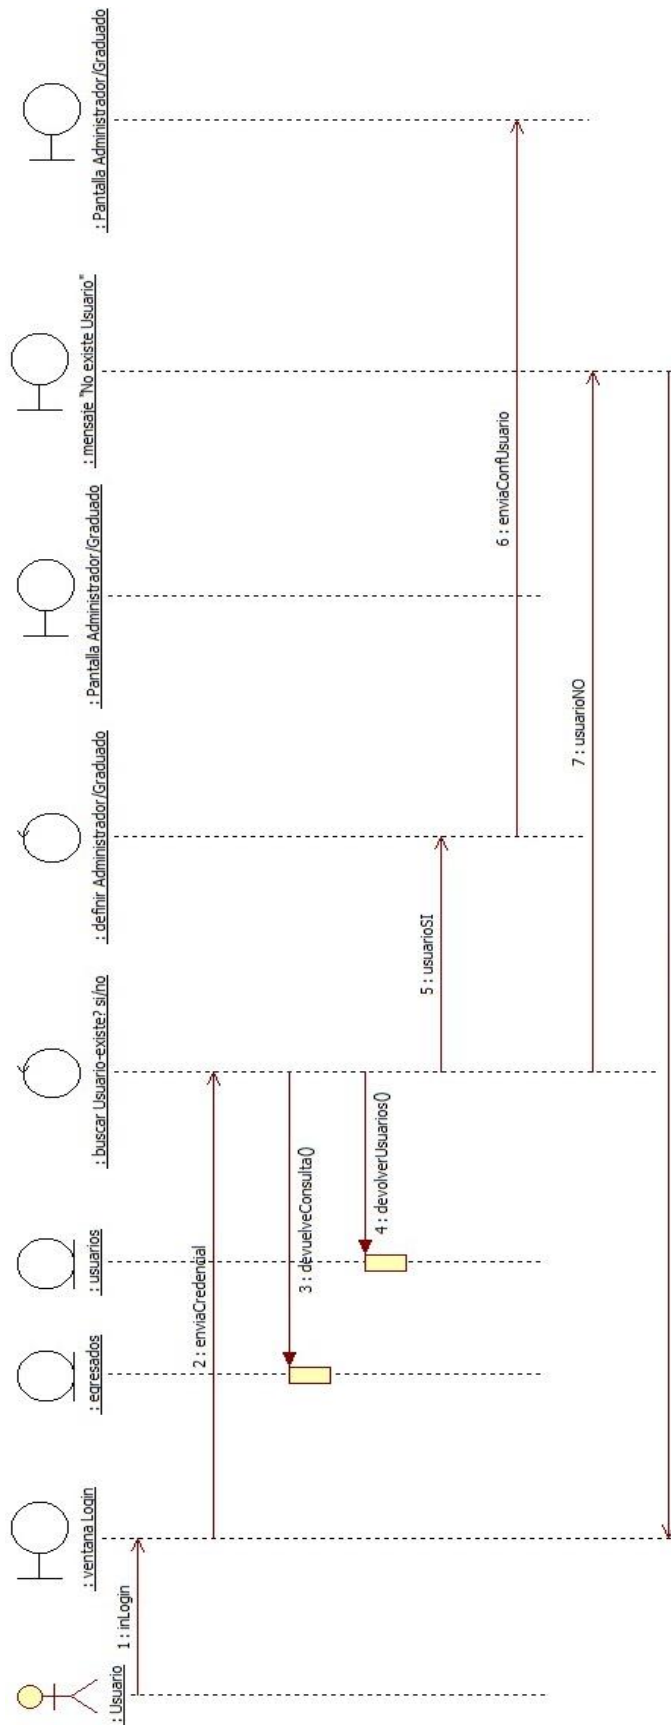 : Usuario
: ventana Login
: egresados
: usuarios
: buscar Usuario-existe? si/no
: definir Administrador/Graduado
: Pantalla Administrador/Graduado
: mensaje "No existe Usuario"
: Pantalla Administrador/Graduado
1 : inLogin
2 : enviaCredencial
3 : devuelveConsulta()
4 : devolverUsuarios()
5 : usuarioSI
6 : enviaConfUsuario
7 : usuarioNO